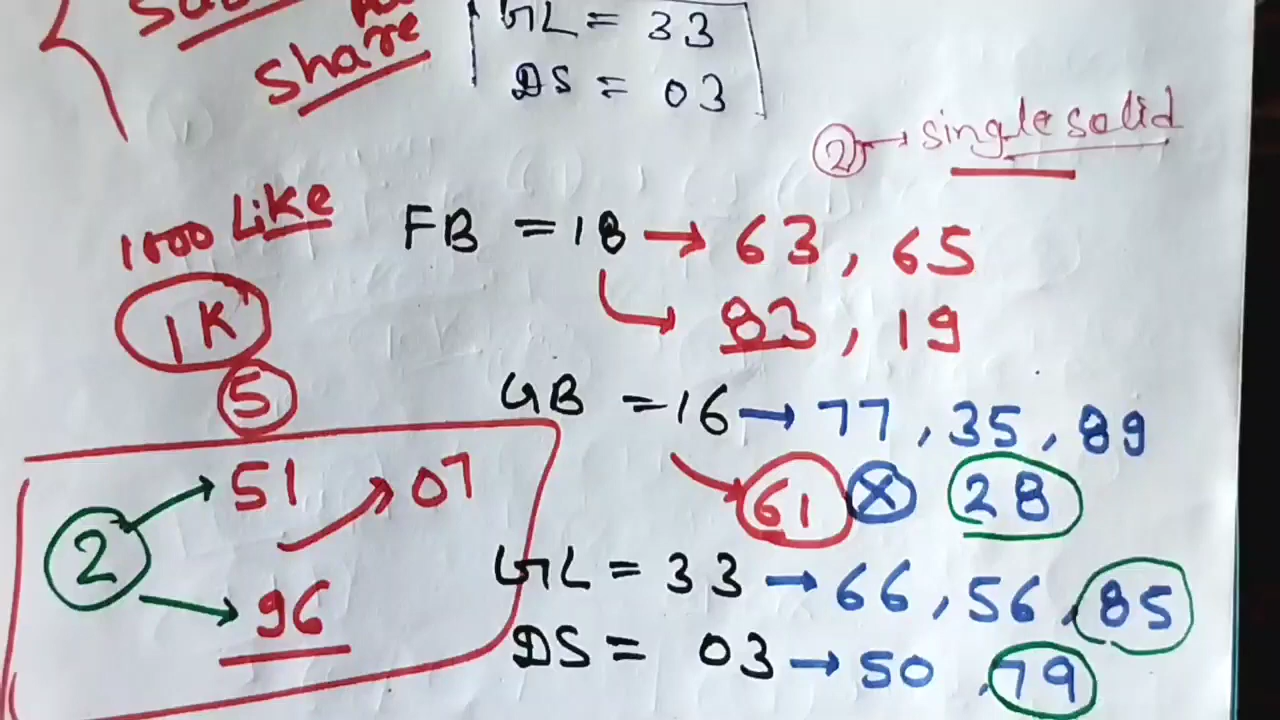 share
GL = 33
DS = 03
② → single solid
1000 Like
1K
5
FB = 18 → 63, 65
83, 19
GB = 16 → 77, 35, 89
61 x 28
2 → 51 → 07
→ 96
GL = 33 → 66, 56, 85
DS = 03 → 50, 79